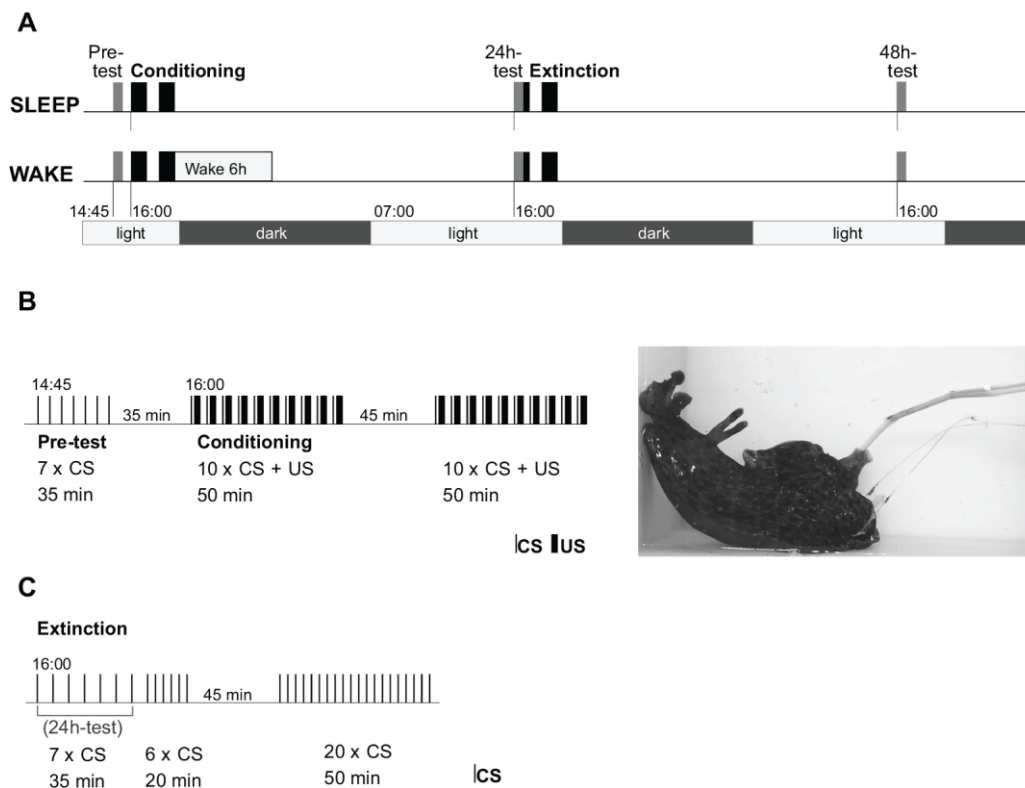 A
Pre-
test
Conditioning
24h-
test
Extinction
48h-
test
SLEEP
WAKE
Wake 6h
14:45
16:00
07:00
16:00
16:00
light
dark
light
dark
light
B
14:45
16:00
35 min
45 min
Pre-test
Conditioning
7 x CS
10 x CS + US
10 x CS + US
35 min
50 min
50 min
CS
US
C
Extinction
16:00
45 min
(24h-test)
7 x CS
6 x CS
20 x CS
35 min
20 min
50 min
CS